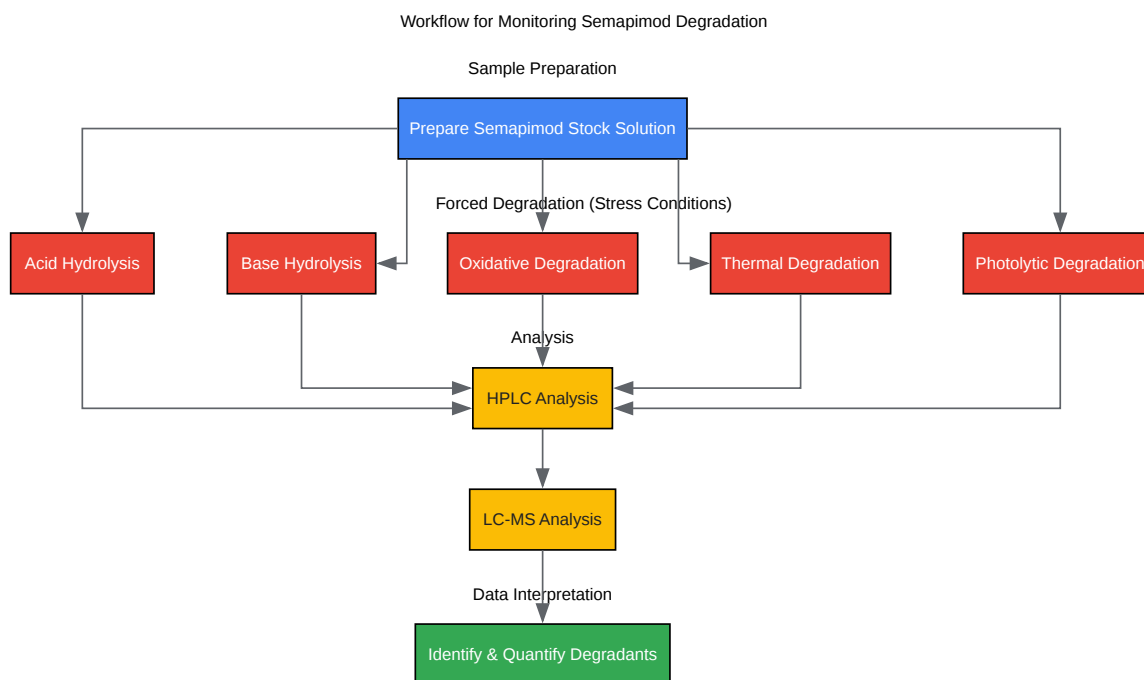 Workflow for Monitoring Semapimod Degradation
Sample Preparation
Prepare Semapimod Stock Solution
Forced Degradation (Stress Conditions)
Acid Hydrolysis
Base Hydrolysis
Oxidative Degradation
Thermal Degradation
Photolytic Degradation
Analysis
HPLC Analysis
LC-MS Analysis
Data Interpretation
Identify & Quantify Degradants